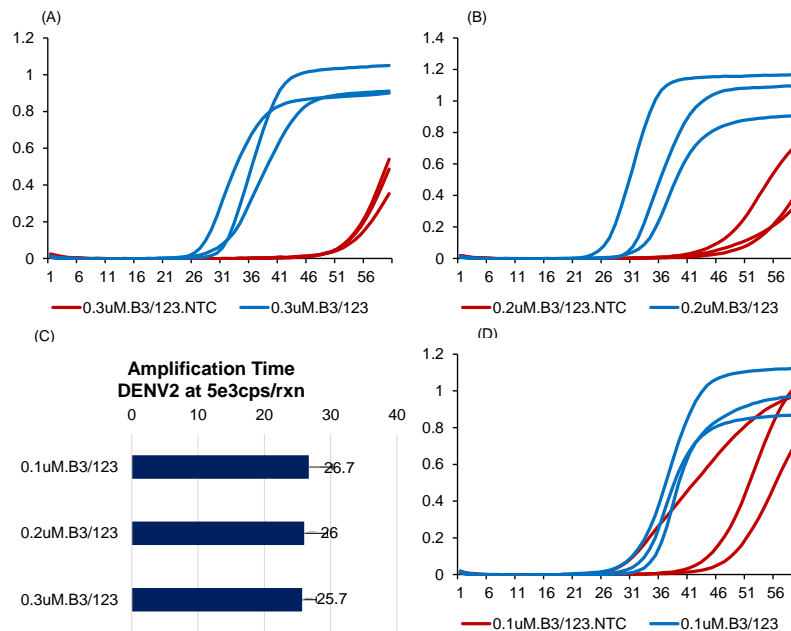 (A)
1.2
1
0.8
0.6
0.4
0.2
0
1 6 11 16 21 26 31 36 41 46 51 56
0.3uM.B3/123.NTC 0.3uM.B3/123
(B)
1.6
1.4
1.2
1
0.8
0.6
0.4
0.2
0
1 6 11 16 21 26 31 36 41 46 51 56
0.2uM.B3/123.NTC 0.2uM.B3/123
(C)
Amplification Time
DENV2 at 5e3cps/rxn
0 10 20 30 40
0.1uM.B3/123 26.7
0.2uM.B3/123 26
0.3uM.B3/123 25.7
(D)
1.2
1
0.8
0.6
0.4
0.2
0
1 6 11 16 21 26 31 36 41 46 51 56
0.1uM.B3/123.NTC 0.1uM.B3/123